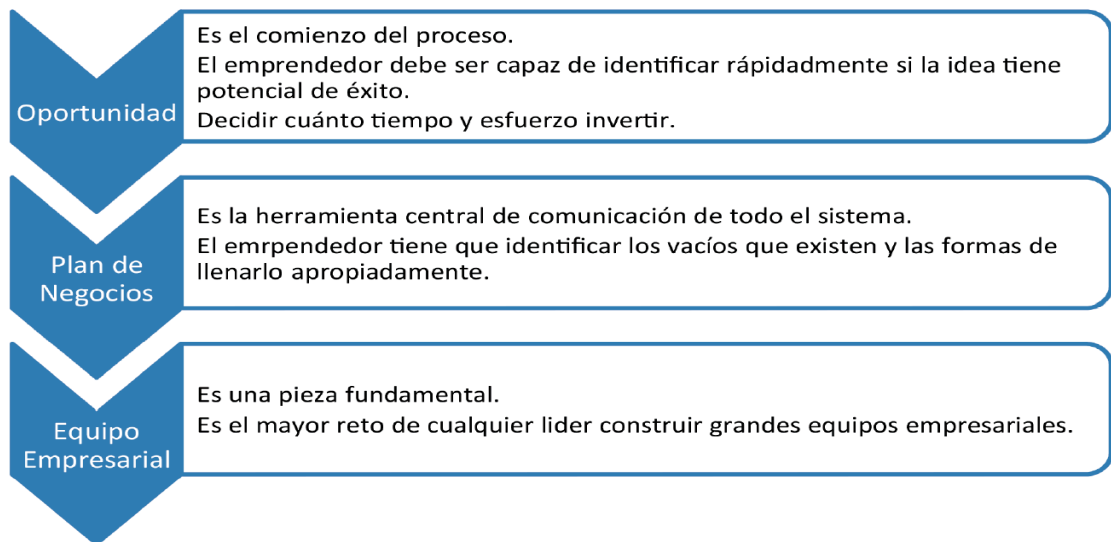 Oportunidad
Es el comienzo del proceso.
El emprendedor debe ser capaz de identificar rápidadmente si la idea tiene
potencial de éxito.
Decidir cuánto tiempo y esfuerzo invertir.
Plan de
Negocios
Es la herramienta central de comunicación de todo el sistema.
El emrpendedor tiene que identificar los vacíos que existen y las formas de
llenarlo apropiadamente.
Equipo
Empresarial
Es una pieza fundamental.
Es el mayor reto de cualquier lider construir grandes equipos empresariales.